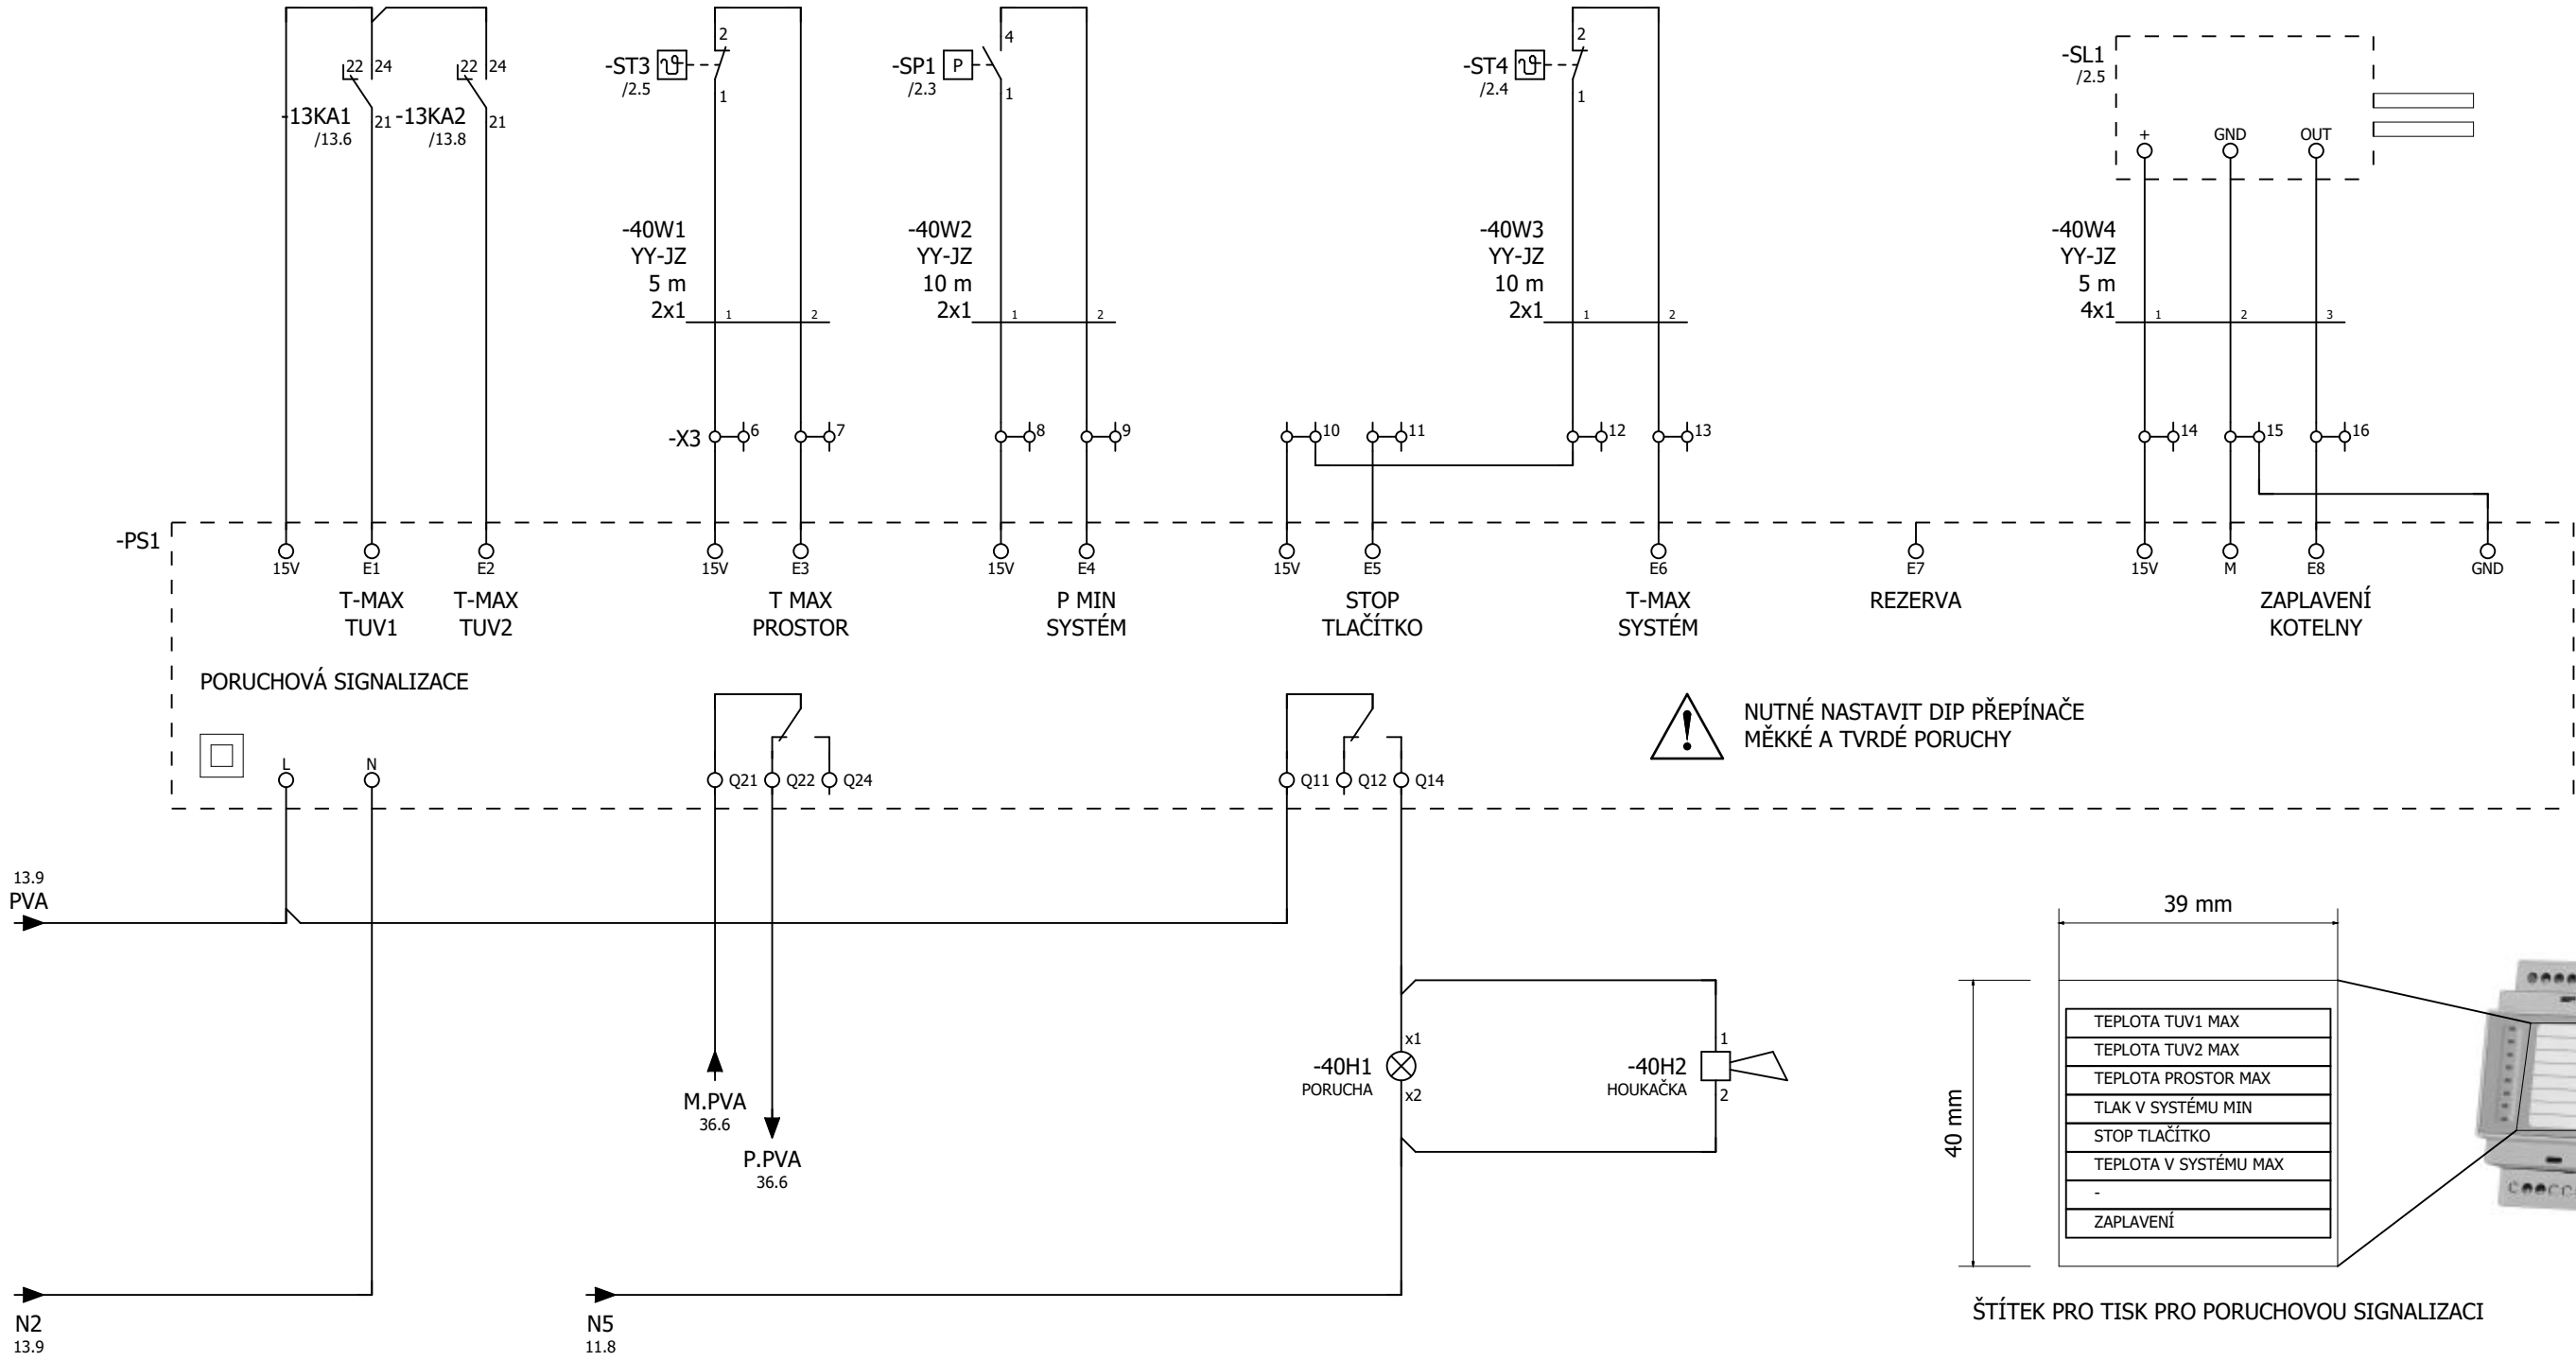 22 24
-13KA1
/13.6
21
22 24
-13KA2
/13.8
21
-ST3
/2.5
2
1
-SP1
/2.3
P
4
1
-ST4
/2.4
2
1
-SL1
/2.5
+
GND
OUT
-40W1
YY-JZ
5 m
2x1
1
2
-40W2
YY-JZ
10 m
2x1
1
2
-40W3
YY-JZ
10 m
2x1
1
2
-40W4
YY-JZ
5 m
4x1
1
2
3
-X3
6
7
8
9
10
11
12
13
14
15
16
-PS1
15V
E1
E2
15V
E3
15V
E4
15V
E5
E6
E7
15V
M
E8
GND
T-MAX
TUV1
T-MAX
TUV2
T MAX
PROSTOR
P MIN
SYSTÉM
STOP
TLAČÍTKO
T-MAX
SYSTÉM
REZERVA
ZAPLAVENÍ
KOTELNY
PORUCHOVÁ SIGNALIZACE
NUTNÉ NASTAVIT DIP PŘEPÍNAČE
MĚKKÉ A TVRDÉ PORUCHY
L
N
Q21
Q22
Q24
Q11
Q12
Q14
13.9
PVA
M.PVA
36.6
P.PVA
36.6
-40H1
PORUCHA
x1
x2
-40H2
HOUKAČKA
1
2
39 mm
40 mm
TEPLOTA TUV1 MAX
TEPLOTA TUV2 MAX
TEPLOTA PROSTOR MAX
TLAK V SYSTÉMU MIN
STOP TLAČÍTKO
TEPLOTA V SYSTÉMU MAX
-
ZAPLAVENÍ
ŠTÍTEK PRO TISK PRO PORUCHOVOU SIGNALIZACI
N2
13.9
N5
11.8